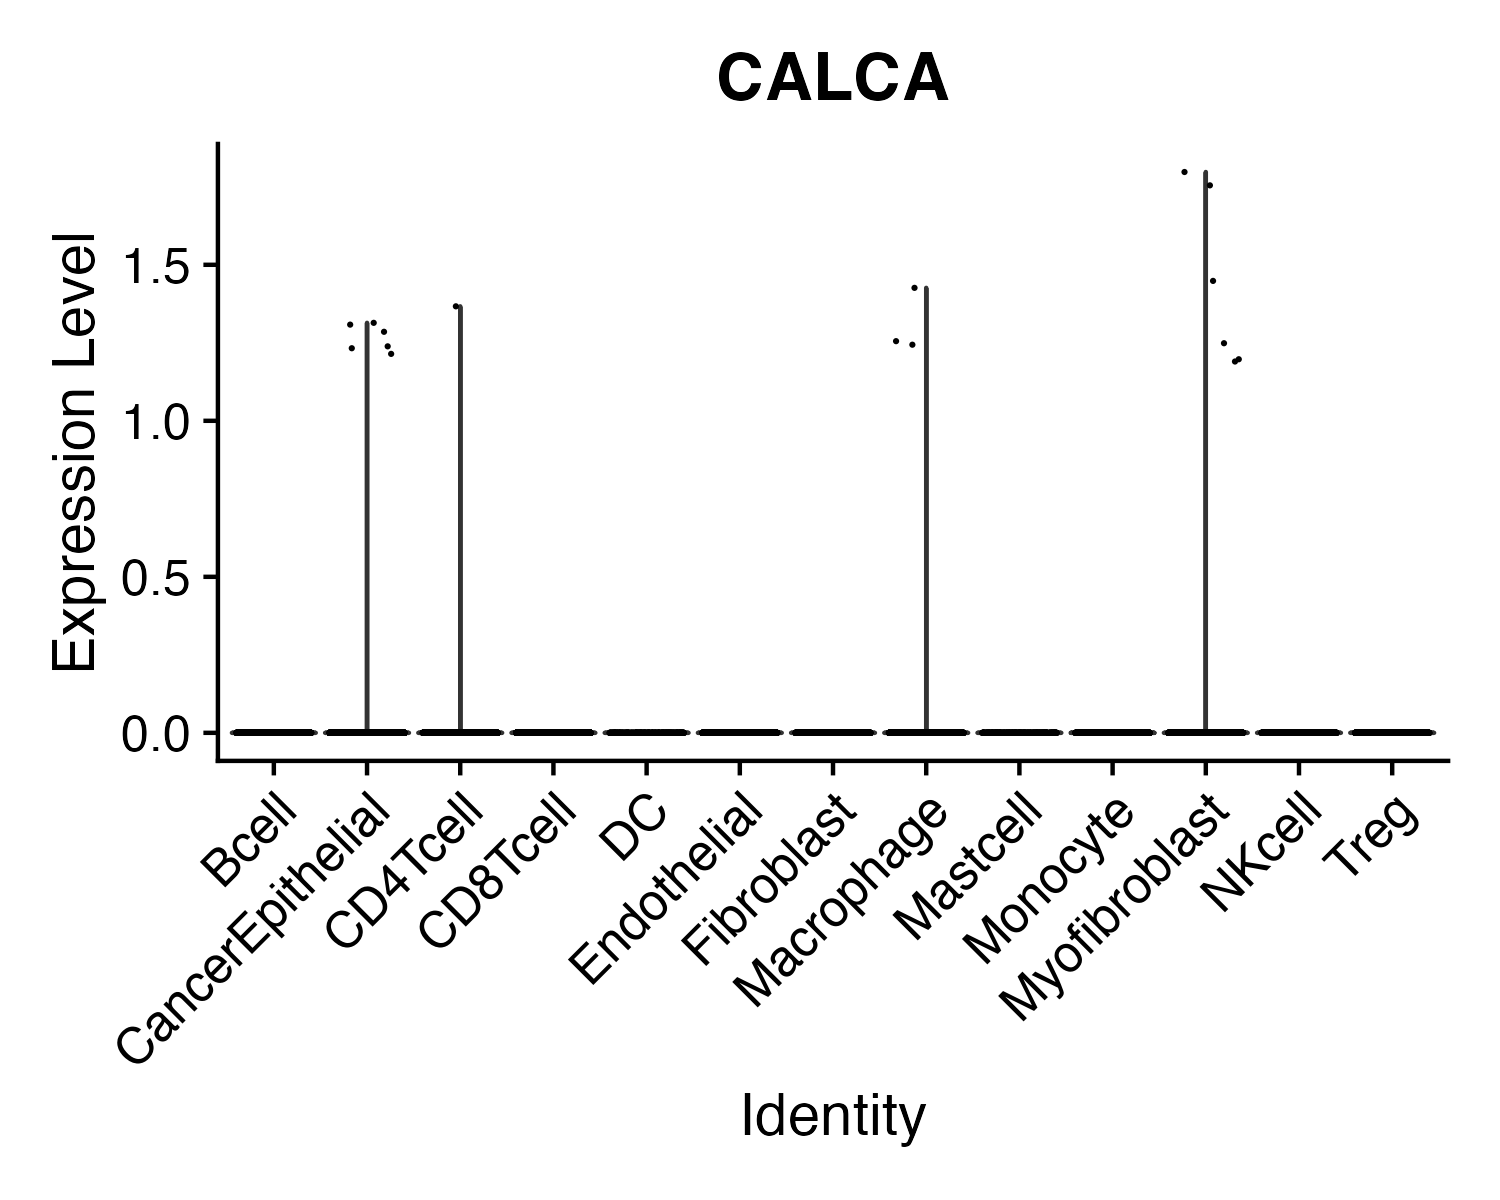 CALCA
Expression Level
1.5
1.0
0.5
0.0
Bcell
CancerEpithelial
CD4Tcell
CD8Tcell
DC
Endothelial
Fibroblast
Macrophage
Mastcell
Monocyte
Myofibroblast
NKcell
Treg
Identity